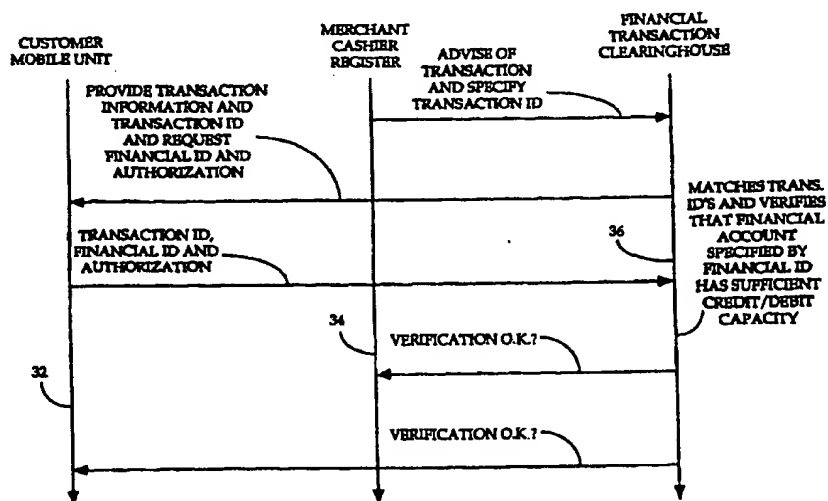 CUSTOMER
MOBILE UNIT
MERCHANT
CASHIER
REGISTER
FINANCIAL
TRANSACTION
CLEARINGHOUSE
ADVISE OF
TRANSACTION
AND SPECIFY
TRANSACTION ID
PROVIDE TRANSACTION
INFORMATION AND
TRANSACTION ID
AND REQUEST
FINANCIAL ID AND
AUTHORIZATION
MATCHES TRANS.
ID'S AND VERIFIES
THAT FINANCIAL
ACCOUNT
SPECIFIED BY
FINANCIAL ID
HAS SUFFICIENT
CREDIT/DEBIT
CAPACITY
36
TRANSACTION ID,
FINANCIAL ID AND
AUTHORIZATION
34
VERIFICATION O.K.?
32
VERIFICATION O.K.?